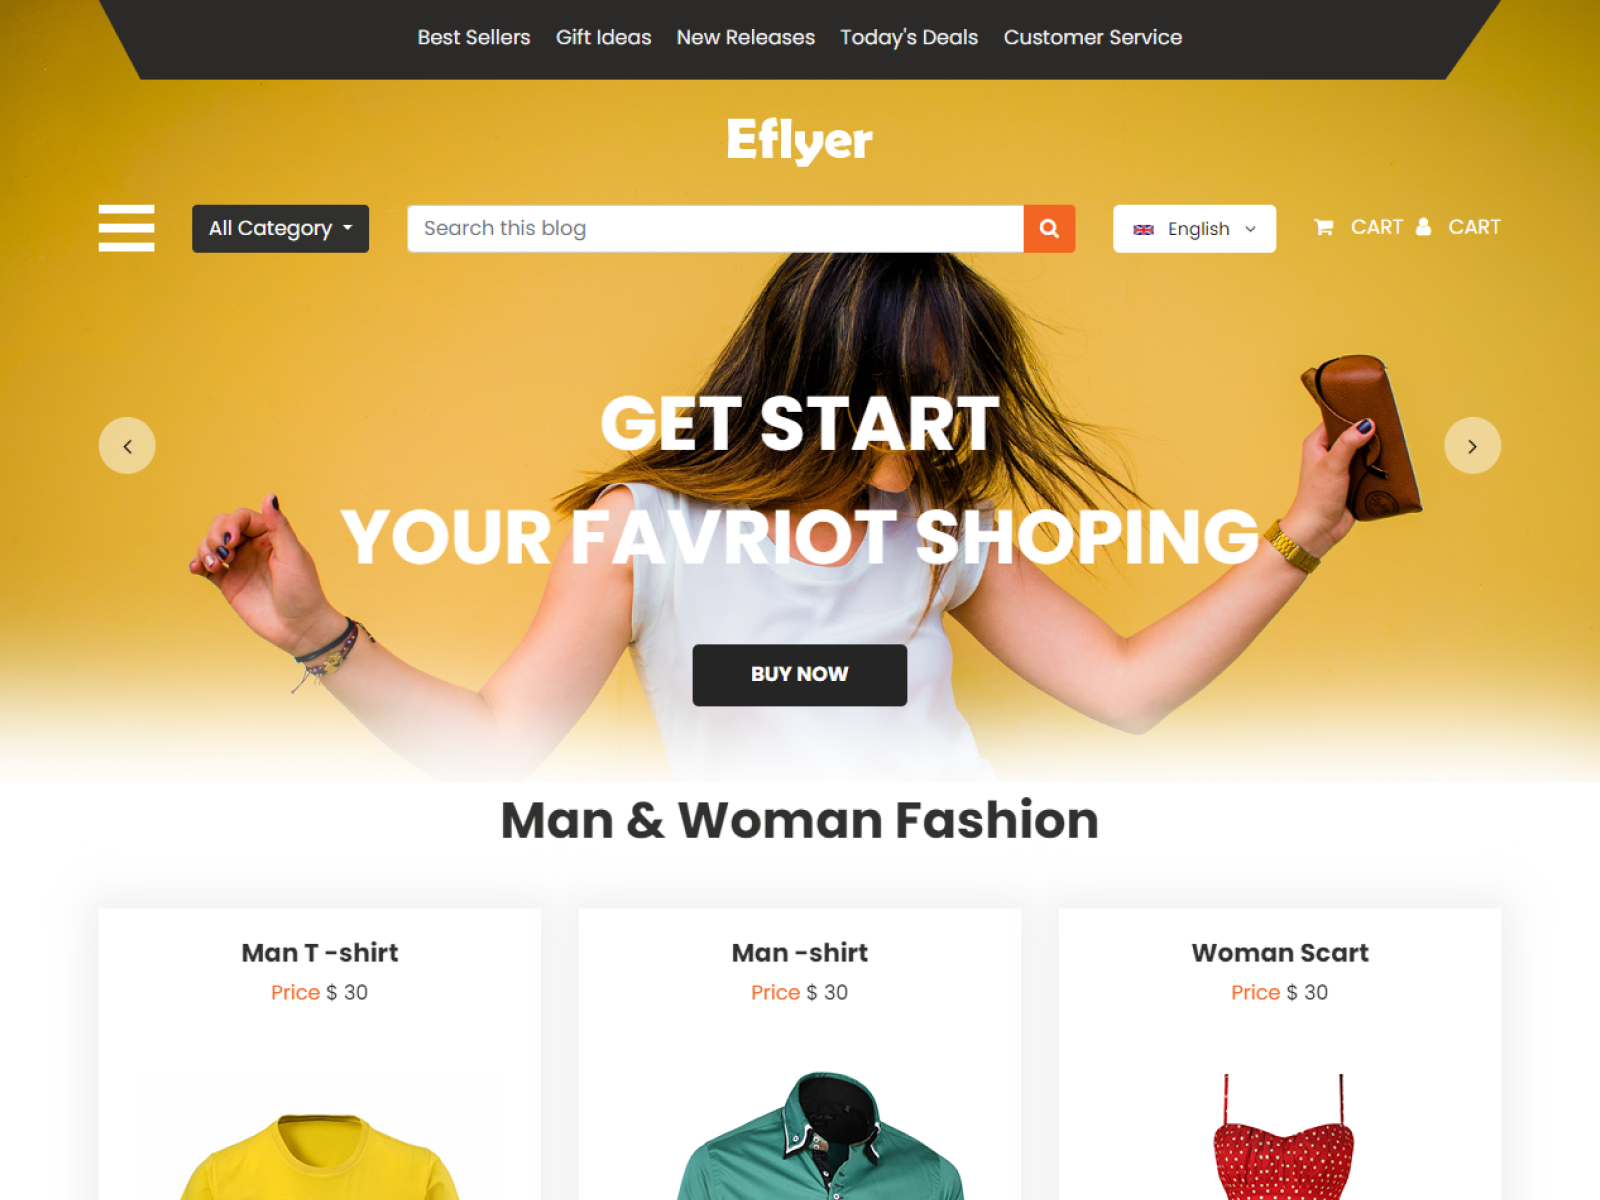 Best Sellers Gift Ideas New Releases Today's Deals Customer Service
Eflyer
All Category Search this blog English CART CART
GET START
YOUR FAVRIOT SHOPING
BUY NOW
Man & Woman Fashion
Man T -shirt Man -shirt Woman Scart
Price $ 30 Price $ 30 Price $ 30